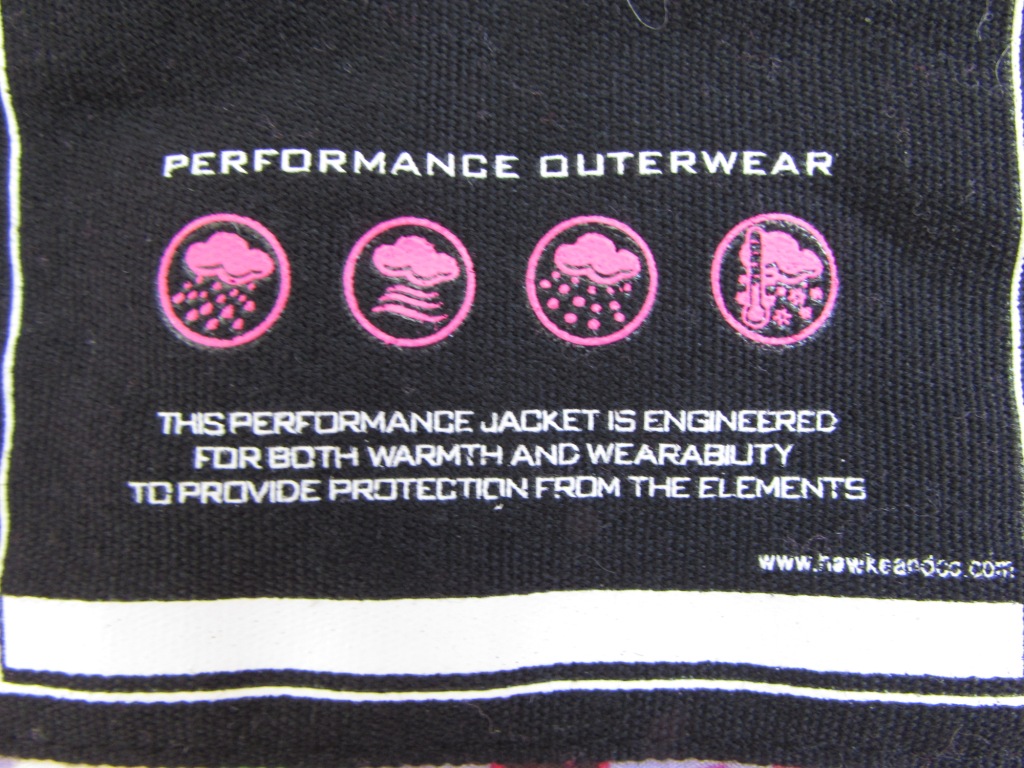 PERFORMANCE OUTERWEAR
THIS PERFORMANCE JACKET IS ENGINEERED
FOR BOTH WARMTH AND WEARABILITY
TO PROVIDE PROTECTION FROM THE ELEMENTS
www.hawkeandco.com